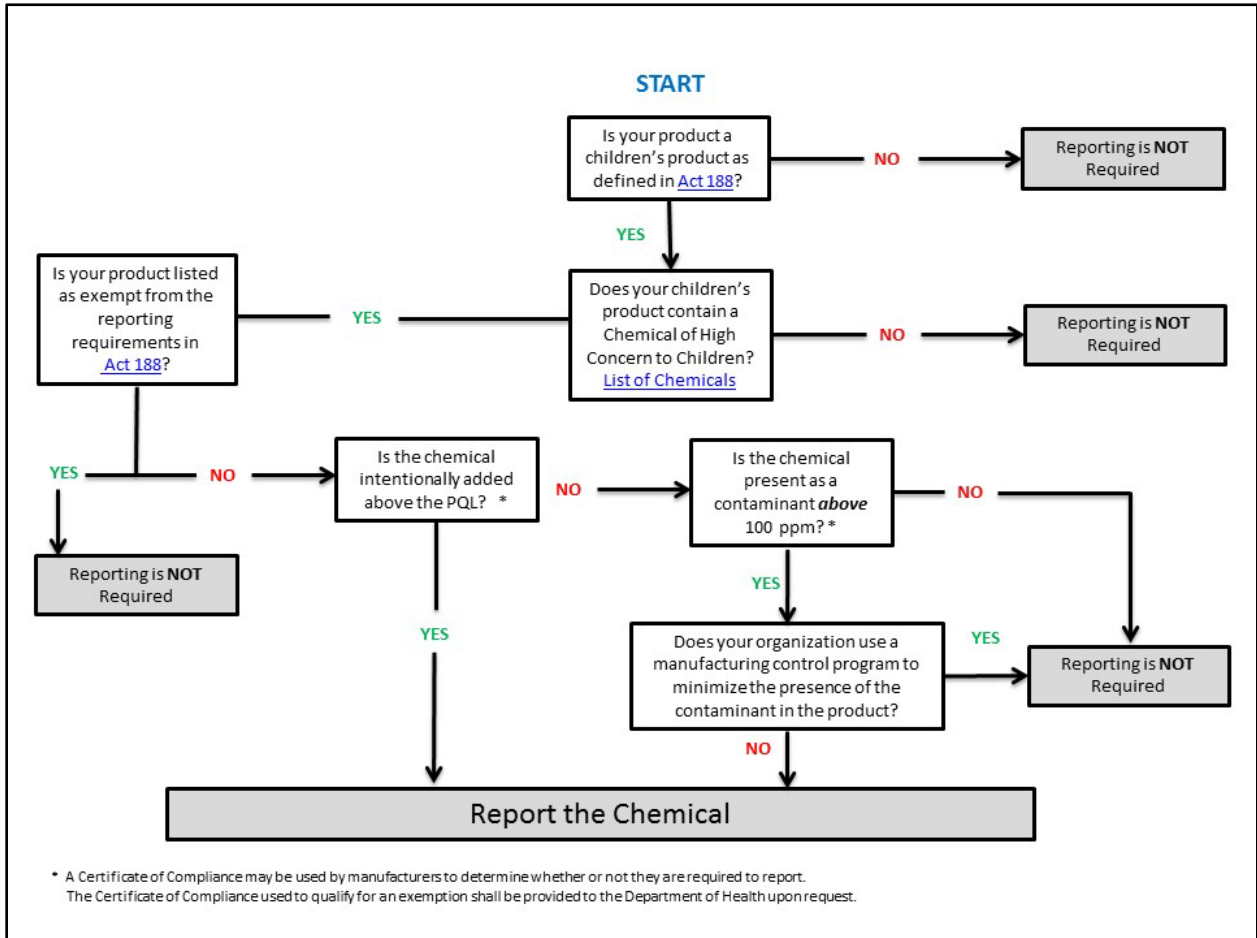 START
Is your product a
children’s product as
defined in Act 188?
NO
Reporting is NOT
Required
YES
Does your children’s
product contain a
Chemical of High
Concern to Children?
List of Chemicals
NO
Reporting is NOT
Required
YES
Is your product listed
as exempt from the
reporting
requirements in
Act 188?
YES
Reporting is NOT
Required
NO
Is the chemical
intentionally added
above the PQL? *
YES
NO
Is the chemical
present as a
contaminant above
100 ppm? *
NO
YES
Does your organization use a
manufacturing control program to
minimize the presence of the
contaminant in the product?
YES
Reporting is NOT
Required
NO
Report the Chemical
* A Certificate of Compliance may be used by manufacturers to determine whether or not they are required to report.
The Certificate of Compliance used to qualify for an exemption shall be provided to the Department of Health upon request.